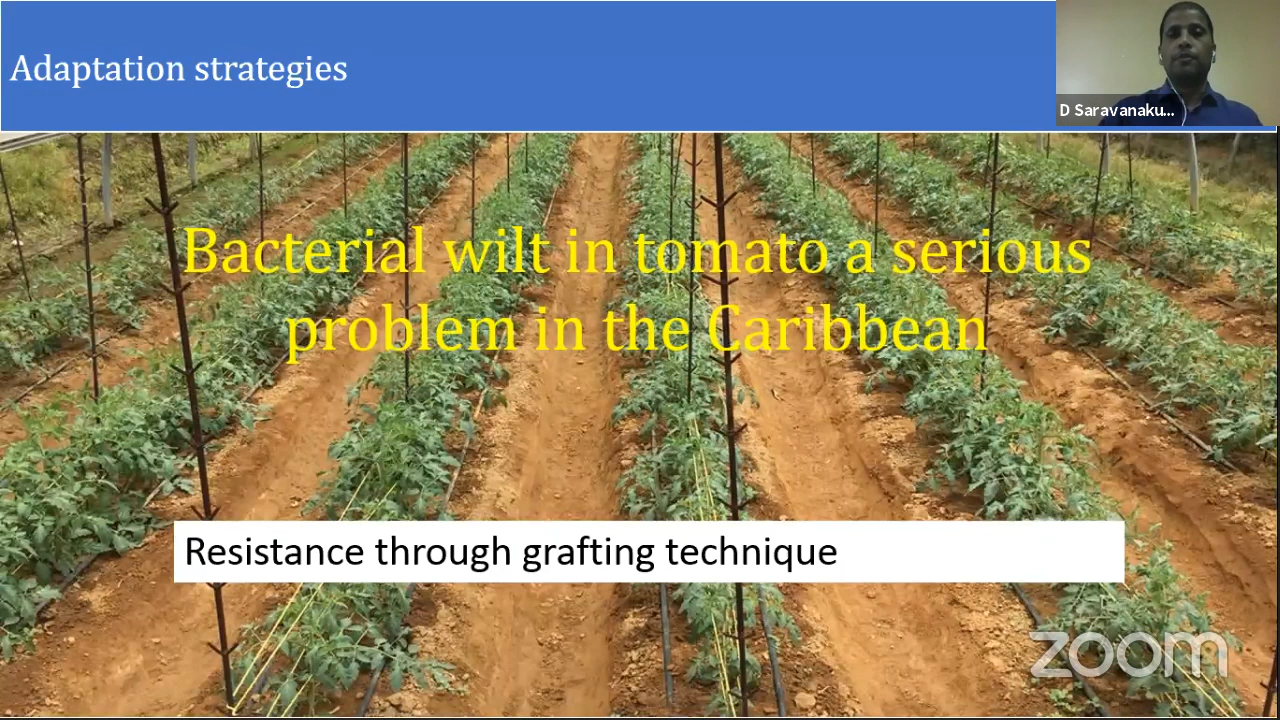 Adaptation strategies
D Saravanaku...
Bacterial wilt in tomato a serious
problem in the Caribbean
Resistance through grafting technique
zoom